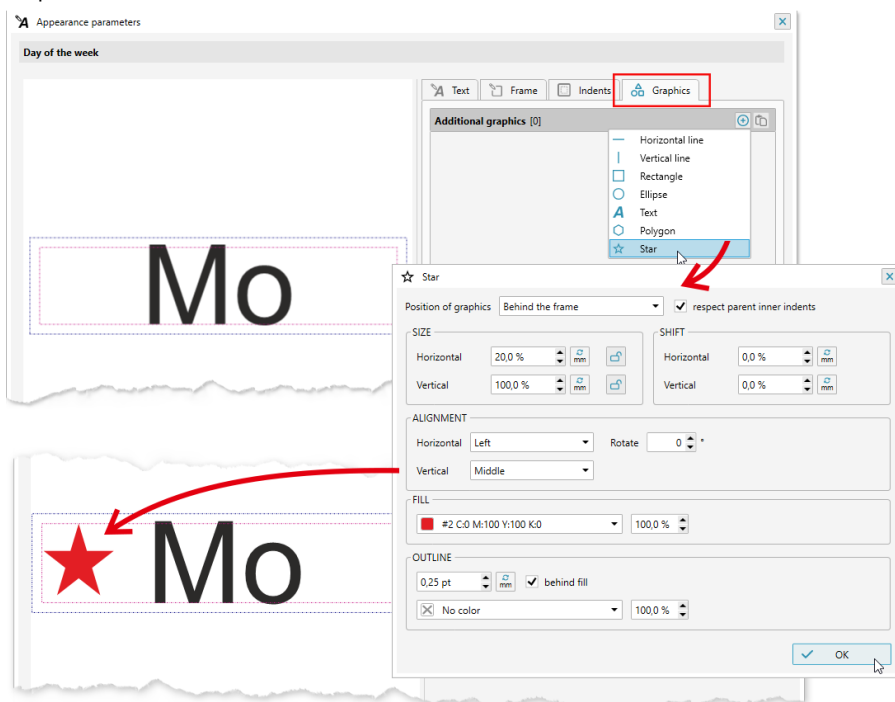 Appearance parameters
Day of the week
Text Frame Indents Graphics
Additional graphics [0]
Horizontal line
Vertical line
Rectangle
Ellipse
A Text
Polygon
Star
Mo
Star
Position of graphics Behind the frame respect parent inner indents
SIZE SHIFT
Horizontal 20,0 % mm Horizontal 0,0 % mm
Vertical 100,0 % mm Vertical 0,0 % mm
ALIGNMENT
Horizontal Left Rotate 0 °
Vertical Middle
FILL
#2 C:0 M:100 Y:100 K:0 100,0 %
OUTLINE
0,25 pt mm behind fill
No color 100,0 %
OK
Mo